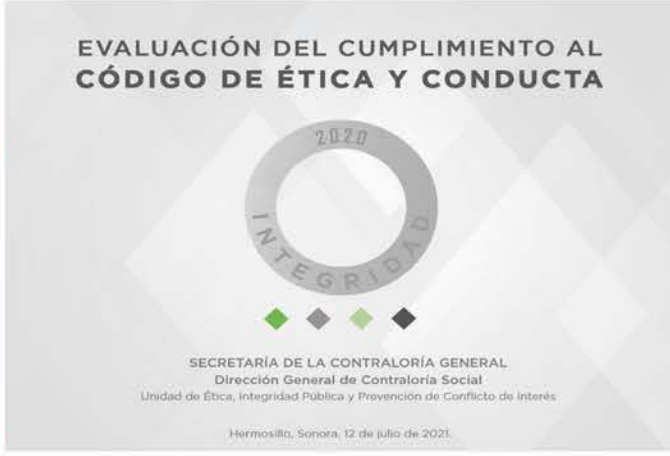 EVALUACIÓN DEL CUMPLIMIENTO AL
CÓDIGO DE ÉTICA Y CONDUCTA
2020
INTEGRIDAD
SECRETARÍA DE LA CONTRALORÍA GENERAL
Dirección General de Contraloría Social
Unidad de Ética, Integridad Pública y Prevención de Conflicto de interés
Hermosillo, Sonora, 12 de julio de 2021.